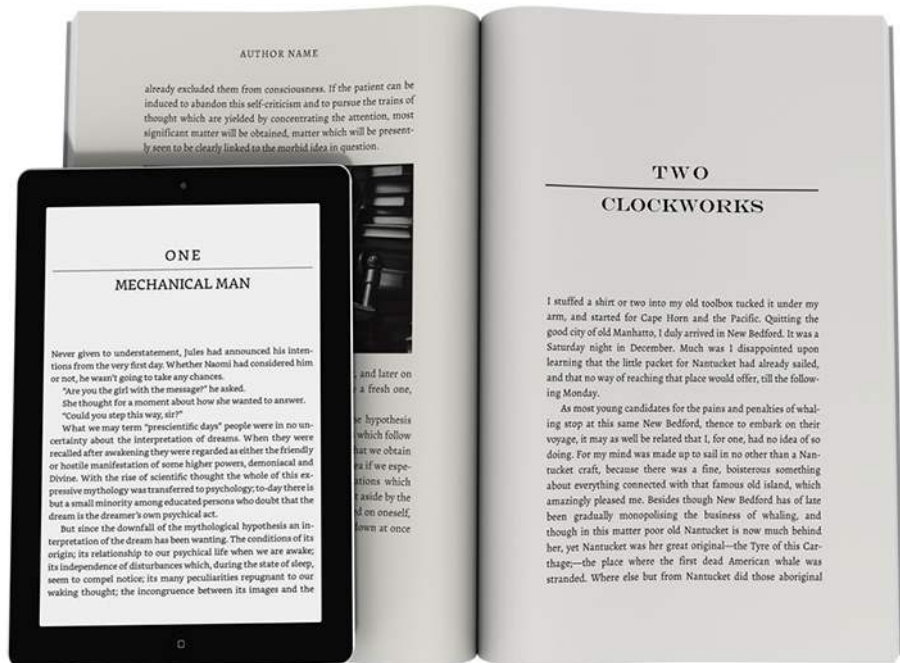 AUTHOR NAME
already excluded them from consciousness. If the patient can be
induced to abandon this self-criticism and to pursue the trains of
thought which are yielded by concentrating the attention, most
significant matter will be obtained, matter which will be present-
ly seen to be clearly linked to the morbid idea in question.
, and later on
a fresh one,
hypothesis
which follow
we obtain
if we espe-
which
aside by the
on oneself,
down at once
ONE
MECHANICAL MAN
Never given to understatement, Jules had announced his inten-
tions from the very first day. Whether Naomi had considered him
or not, he wasn't going to take any chances.
"Are you the girl with the message?" he asked.
She thought for a moment about how she wanted to answer.
"Could you step this way, sir?"
What we may term "prescientific days" people were in no un-
certainty about the interpretation of dreams. When they were
recalled after awakening they were regarded as either the friendly
or hostile manifestation of some higher powers, demoniacal and
Divine. With the rise of scientific thought the whole of this ex-
pressive mythology was transferred to psychology; to-day there is
but a small minority among educated persons who doubt that the
dream is the dreamer's own psychical act.
But since the downfall of the mythological hypothesis an in-
terpretation of the dream has been wanting. The conditions of its
origin; its relationship to our psychical life when we are awake;
its independence of disturbances which, during the state of sleep,
seem to compel notice; its many peculiarities repugnant to our
waking thought; the incongruence between its images and the
TWO
CLOCKWORKS
I stuffed a shirt or two into my old toolbox tucked it under my
arm, and started for Cape Horn and the Pacific. Quitting the
good city of old Manhatto, I duly arrived in New Bedford. It was a
Saturday night in December. Much was I disappointed upon
learning that the little packet for Nantucket had already sailed,
and that no way of reaching that place would offer, till the follow-
ing Monday.
As most young candidates for the pains and penalties of whal-
ing stop at this same New Bedford, thence to embark on their
voyage, it may as well be related that I, for one, had no idea of so
doing. For my mind was made up to sail in no other than a Nan-
tucket craft, because there was a fine, boisterous something
about everything connected with that famous old island, which
amazingly pleased me. Besides though New Bedford has of late
been gradually monopolising the business of whaling, and
though in this matter poor old Nantucket is now much behind
her, yet Nantucket was her great original—the Tyre of this Car-
thage;—the place where the first dead American whale was
stranded. Where else but from Nantucket did those aboriginal